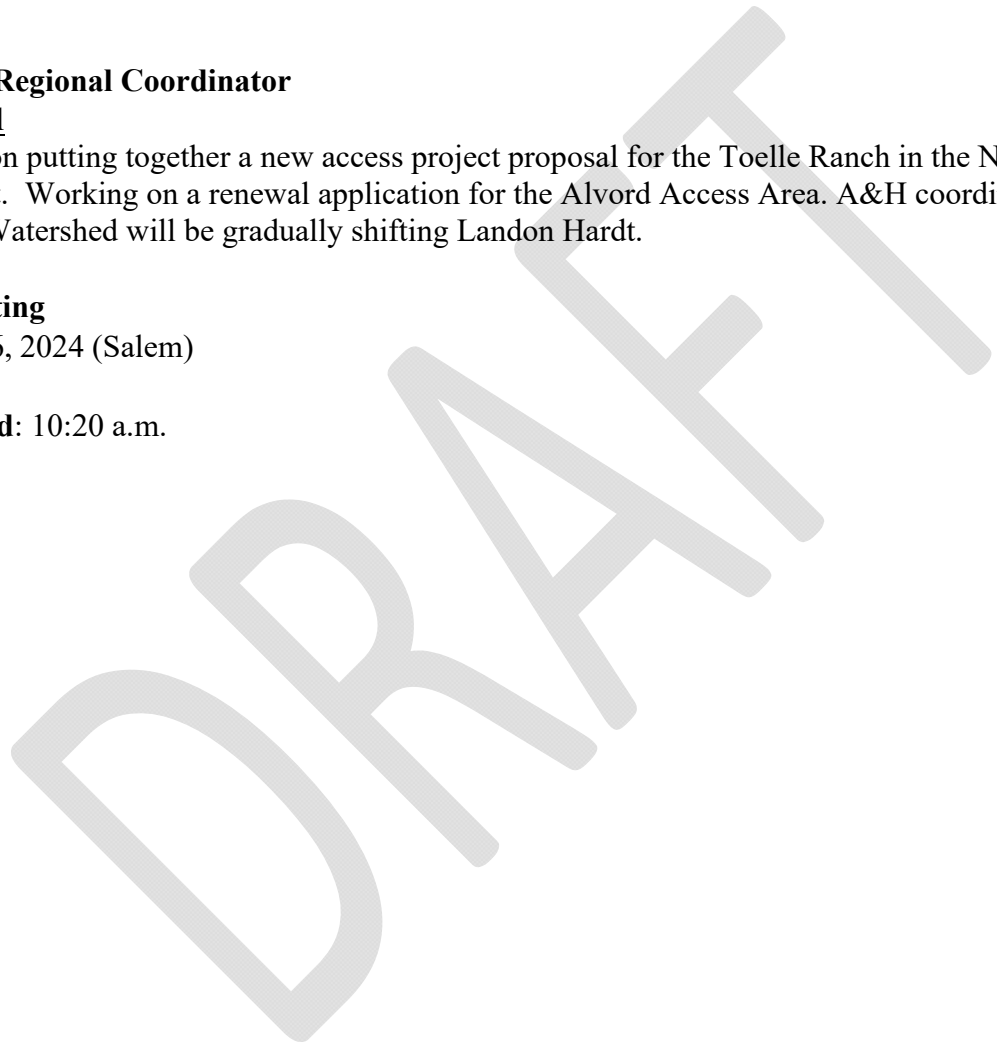 Regional Coordinator
on putting together a new access project proposal for the Toelle Ranch in the N
Working on a renewal application for the Alvord Access Area. A&H coordi
Watershed will be gradually shifting Landon Hardt.
ting
, 2024 (Salem)
d: 10:20 a.m.
DRAFT